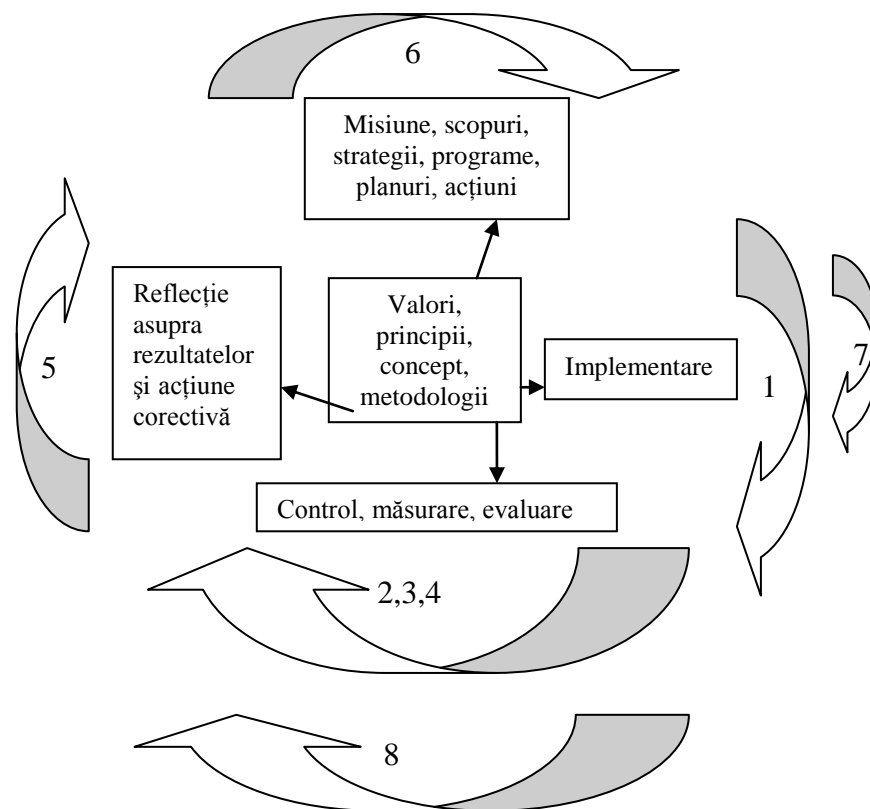 6
Misiune, scopuri,
strategii, programe,
planuri, acțiuni
Reflecție
asupra
rezultatelor
şi acțiune
corectivă
Valori,
principii,
concept,
metodologii
Implementare
5
1
7
Control, măsurare, evaluare
2,3,4
8